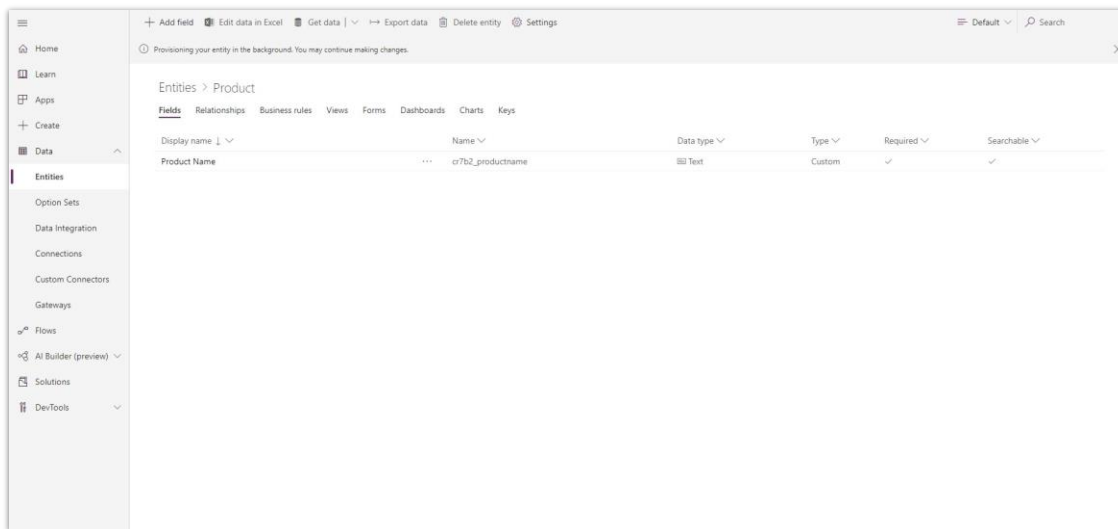 Add field Edit data in Excel Get data Export data Delete entity Settings Default Search
Home
Learn
Apps
Create
Data
Entities
Option Sets
Data Integration
Connections
Custom Connectors
Gateways
Flows
AI Builder (preview)
Solutions
DevTools
Provisioning your entity in the background. You may continue making changes.
Entities > Product
Fields Relationships Business rules Views Forms Dashboards Charts Keys
Display name Name Data type Type Required Searchable
Product Name ... cr7b2_productname Text Custom